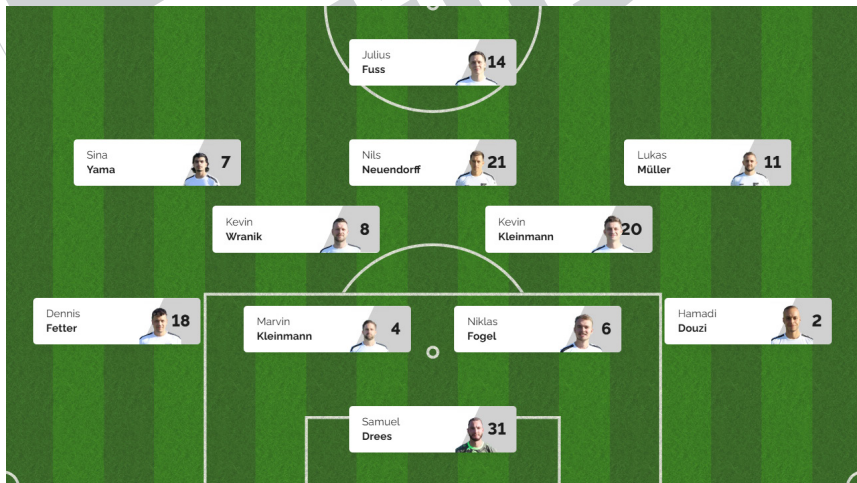 Julius
Fuss
14
Sina
Yama
7
Nils
Neuendorff
21
Lukas
Müller
11
Kevin
Wranik
8
Kevin
Kleinmann
20
Dennis
Fetter
18
Marvin
Kleinmann
4
Niklas
Fogel
6
Hamadi
Douzi
2
Samuel
Drees
31